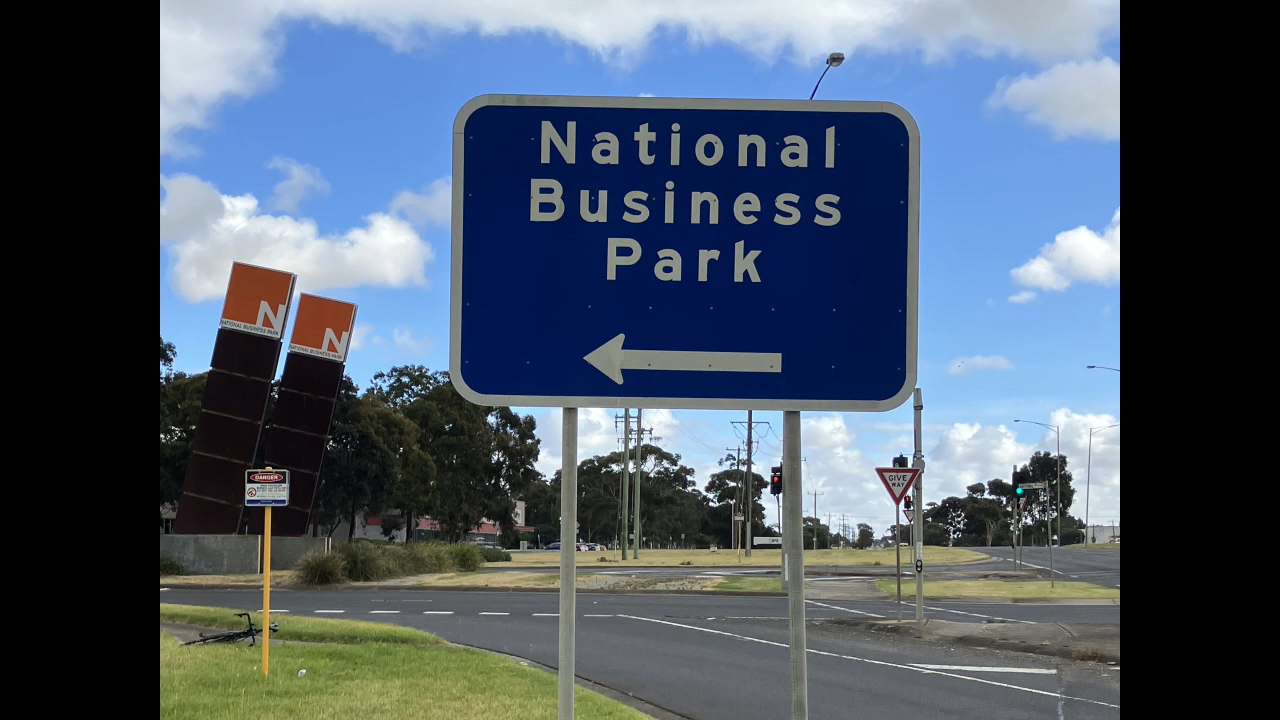 National
Business
Park
N
NATIONAL BUSINESS PARK
N
NATIONAL BUSINESS PARK
DANGER
GIVE
WAY